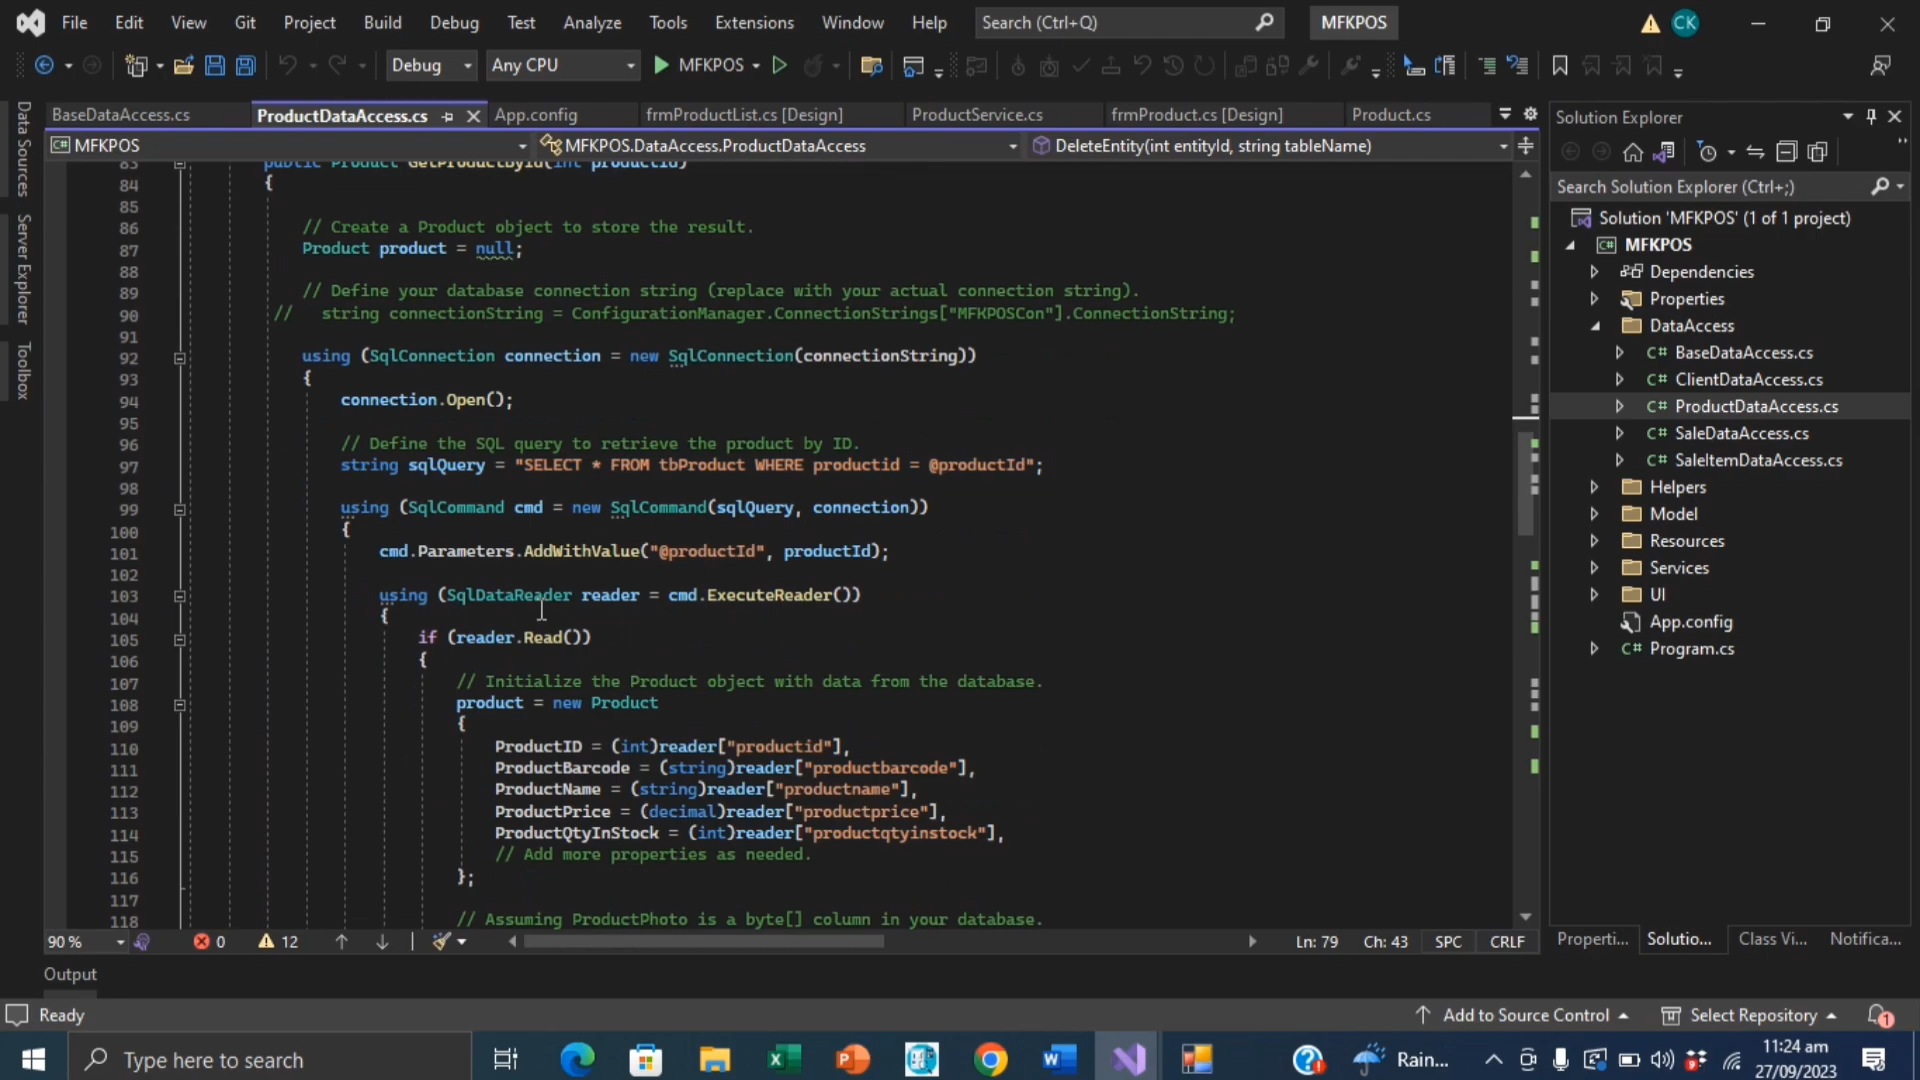 File Edit View Git Project Build Debug Test Analyze Tools Extensions Window Help Search (Ctrl+Q) MFKPOS CK
Debug Any CPU MFKPOS
Data Sources
Server Explorer
Toolbox
BaseDataAccess.cs ProductDataAccess.cs App.config frmProductList.cs [Design] ProductService.cs frmProduct.cs [Design] Product.cs
C# MFKPOS MFKPOS.DataAccess.ProductDataAccess DeleteEntity(int entityId, string tableName)
83 public Product GetProductById(int productId)
84 {
85
86 // Create a Product object to store the result.
87 Product product = null;
88
89 // Define your database connection string (replace with your actual connection string).
90 // string connectionString = ConfigurationManager.ConnectionStrings["MFKPOSCon"].ConnectionString;
91
92 using (SqlConnection connection = new SqlConnection(connectionString))
93 {
94 connection.Open();
95
96 // Define the SQL query to retrieve the product by ID.
97 string sqlQuery = "SELECT * FROM tbProduct WHERE productid = @productId";
98
99 using (SqlCommand cmd = new SqlCommand(sqlQuery, connection))
100 {
101 cmd.Parameters.AddWithValue("@productId", productId);
102
103 using (SqlDataReader reader = cmd.ExecuteReader())
104 {
105 if (reader.Read())
106 {
107 // Initialize the Product object with data from the database.
108 product = new Product
109 {
110 ProductID = (int)reader["productid"],
111 ProductBarcode = (string)reader["productbarcode"],
112 ProductName = (string)reader["productname"],
113 ProductPrice = (decimal)reader["productprice"],
114 ProductQtyInStock = (int)reader["productqtyinstock"],
115 // Add more properties as needed.
116 };
117
118 // Assuming ProductPhoto is a byte[] column in your database.
90 % 0 12 Ln: 79 Ch: 43 SPC CRLF
Solution Explorer
Search Solution Explorer (Ctrl+;)
Solution 'MFKPOS' (1 of 1 project)
C# MFKPOS
Dependencies
Properties
DataAccess
C# BaseDataAccess.cs
C# ClientDataAccess.cs
C# ProductDataAccess.cs
C# SaleDataAccess.cs
C# SaleItemDataAccess.cs
Helpers
Model
Resources
Services
UI
App.config
C# Program.cs
Properti... Solutio... Class Vi... Notifica...
Output
Ready Add to Source Control Select Repository 1
Type here to search Rain... 11:24 am
27/09/2023